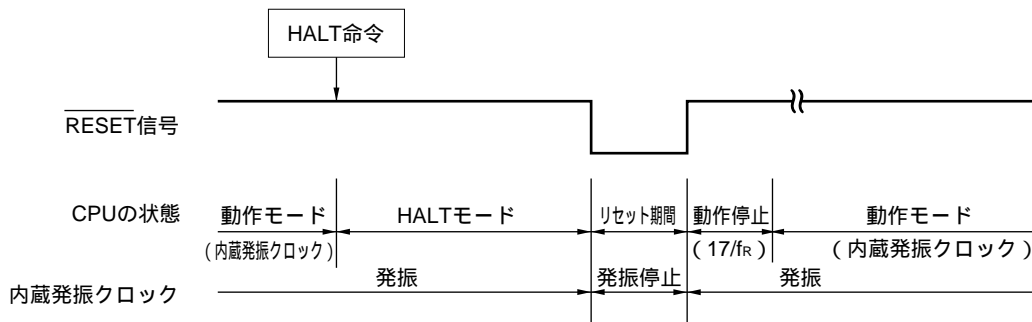 HALT命令
RESET信号
CPUの状態
動作モード
HALTモード
リセット期間
動作停止
動作モード
(内蔵発振クロック)
(17/fR)
(内蔵発振クロック)
内蔵発振クロック
発振
発振停止
発振